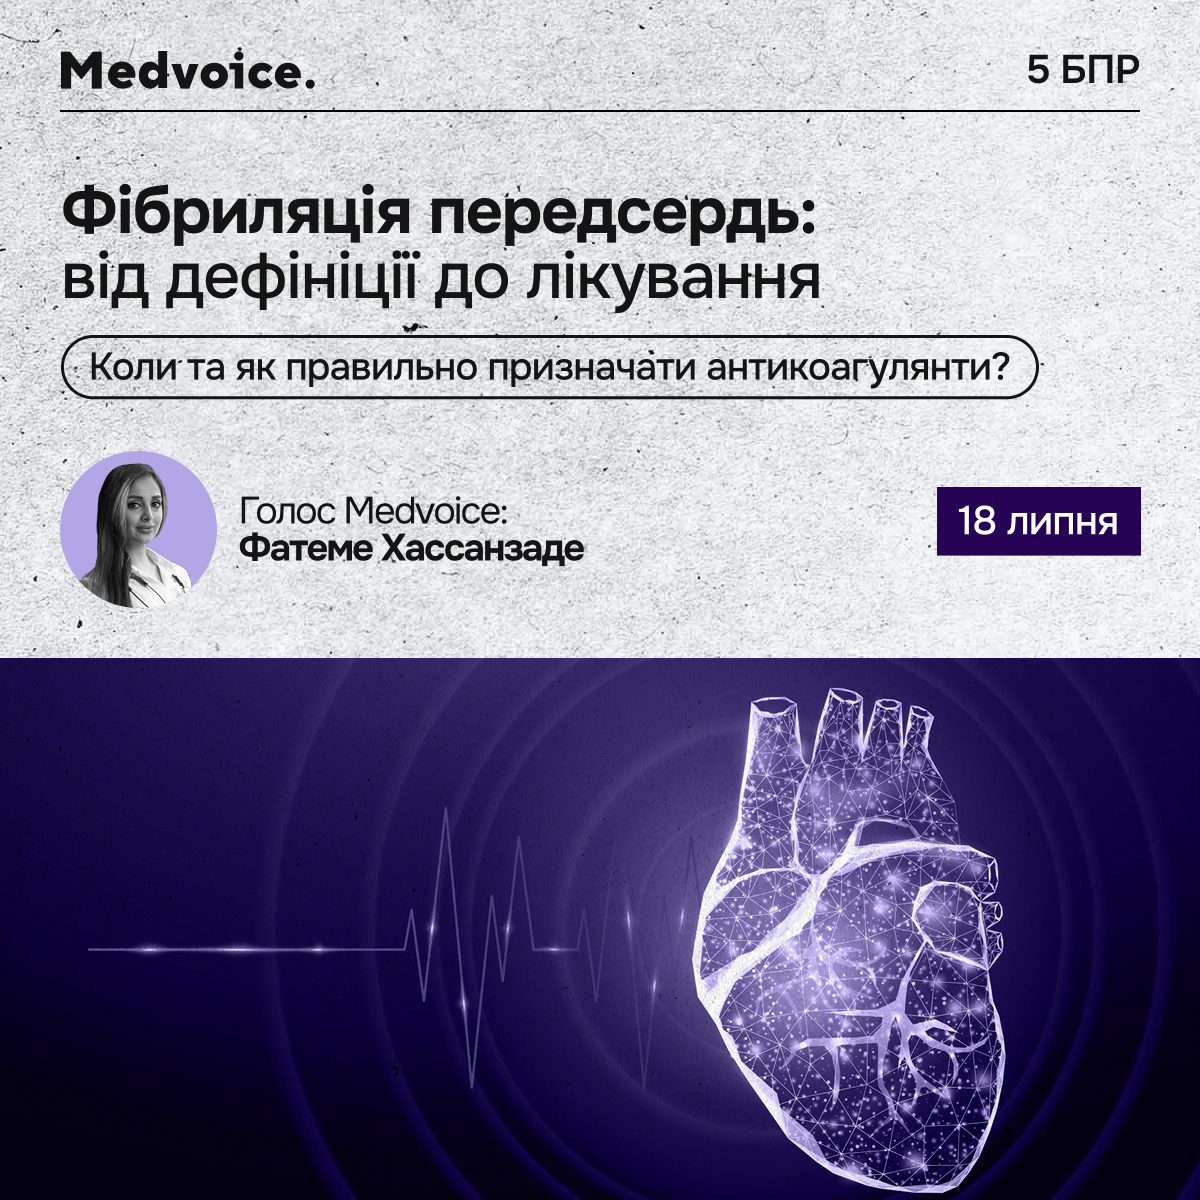 Medvoice.
5 БПР
Фібриляція передсердь:
від дефініції до лікування
Коли та як правильно призначати антикоагулянти?
Голос Medvoice:
Фатеме Хассанзаде
18 липня